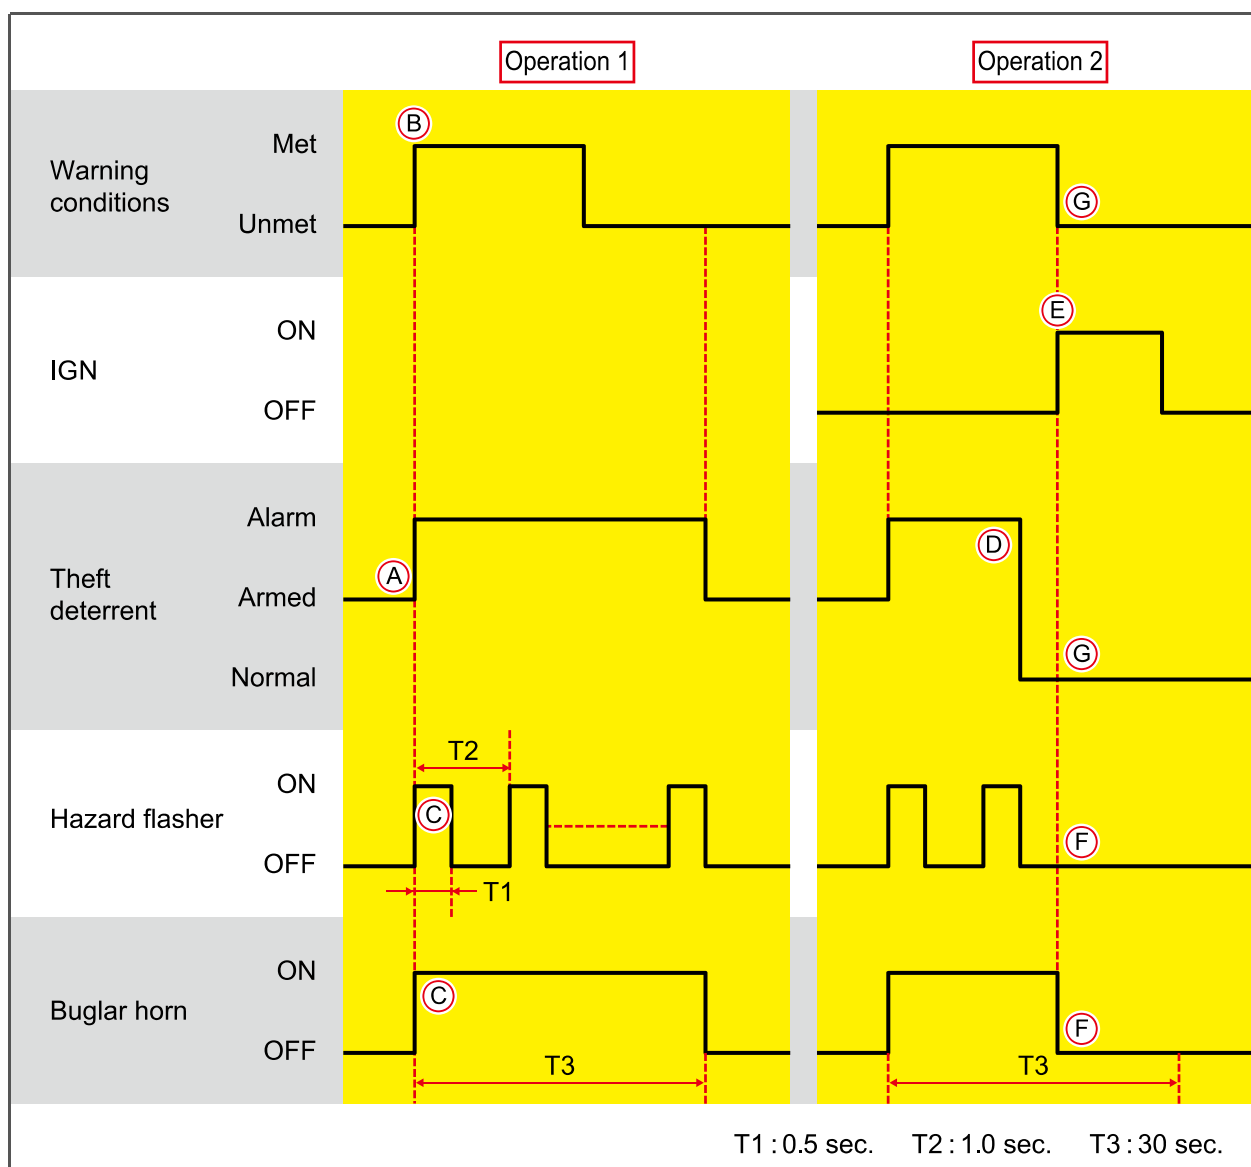 Operation 1
Operation 2
Warning
conditions
Met
Unmet
B
G
IGN
ON
OFF
E
Theft
deterrent
Alarm
Armed
Normal
A
D
G
Hazard flasher
ON
OFF
T2
C
T1
F
Buglar horn
ON
OFF
C
T3
F
T3
T1 : 0.5 sec. T2 : 1.0 sec. T3 : 30 sec.